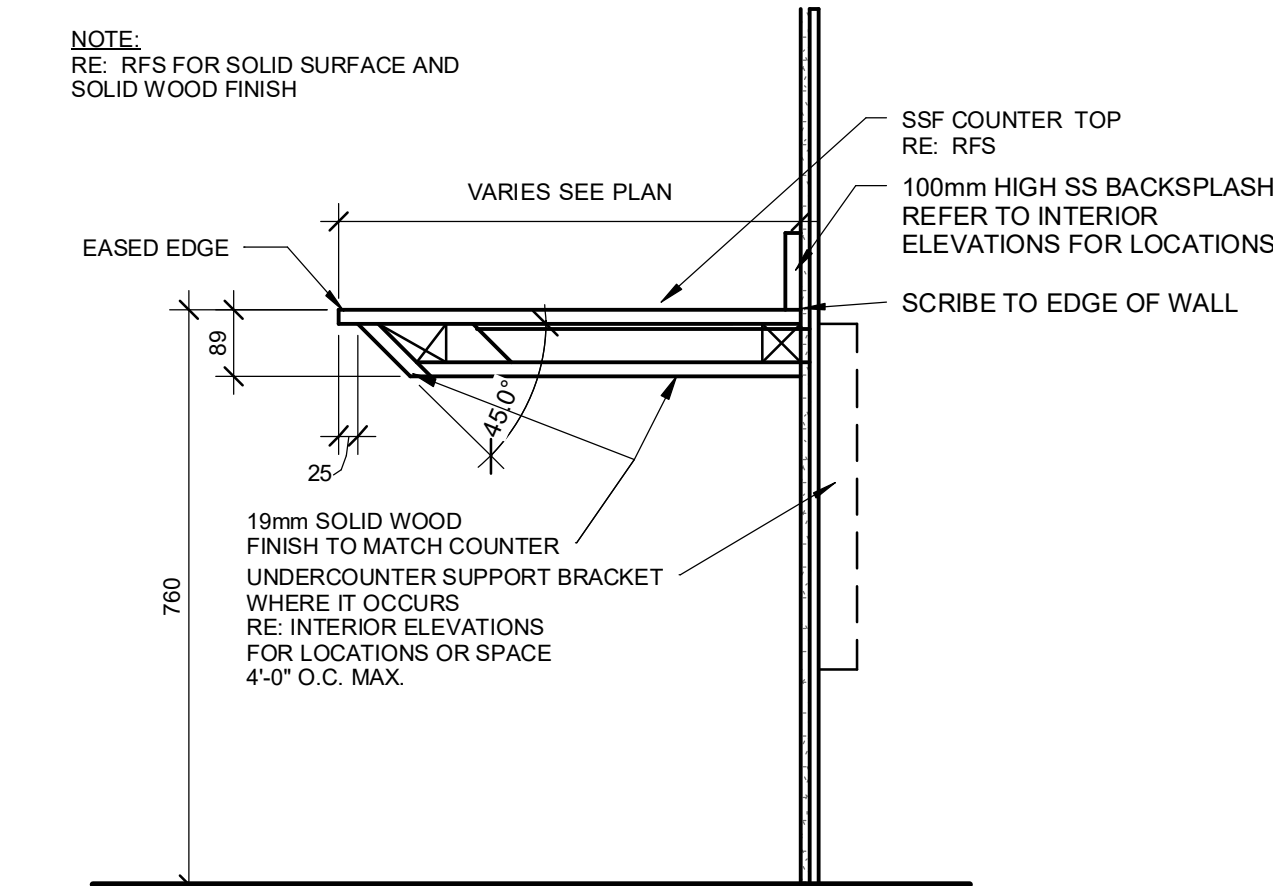 NOTE:
RE: RFS FOR SOLID SURFACE AND
SOLID WOOD FINISH
SSF COUNTER TOP
RE: RFS
VARIES SEE PLAN
100mm HIGH SS BACKSPLASH
REFER TO INTERIOR
ELEVATIONS FOR LOCATIONS
EASED EDGE
SCRIBE TO EDGE OF WALL
89
45.0°
25
19mm SOLID WOOD
FINISH TO MATCH COUNTER
UNDERCOUNTER SUPPORT BRACKET
WHERE IT OCCURS
RE: INTERIOR ELEVATIONS
FOR LOCATIONS OR SPACE
4'-0" O.C. MAX.
760